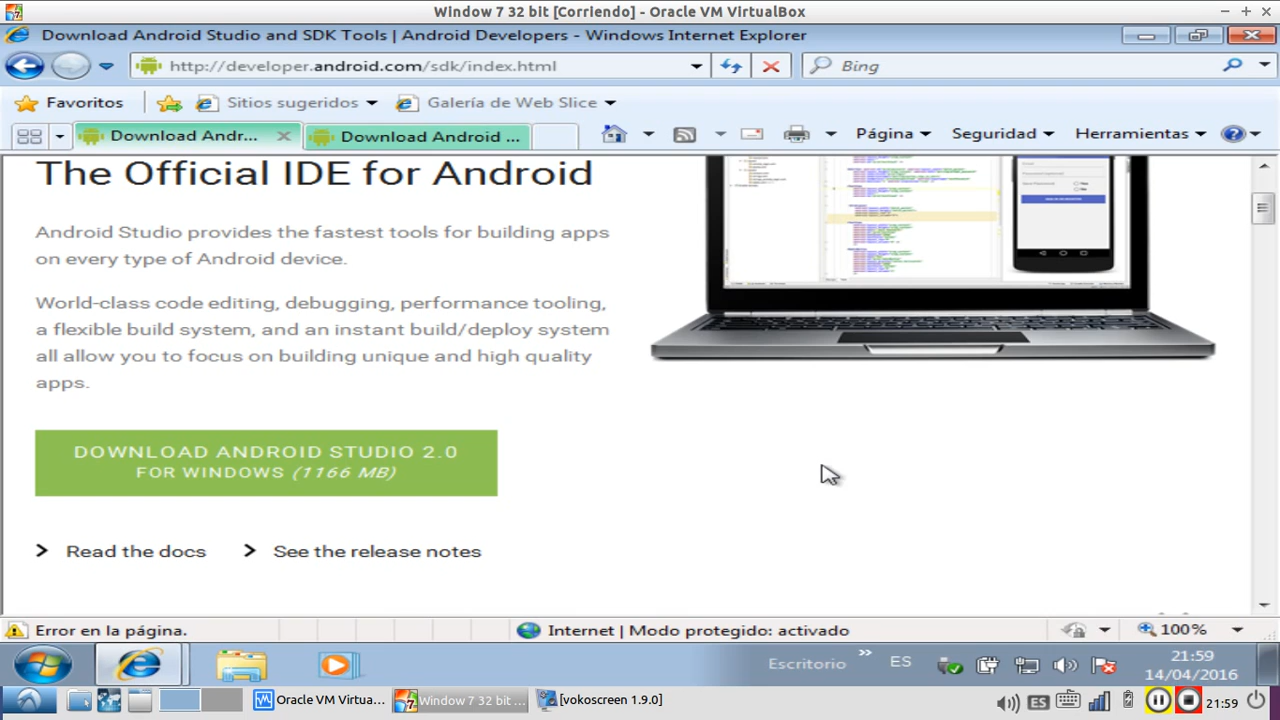 Window 7 32 bit [Corriendo] - Oracle VM VirtualBox
Download Android Studio and SDK Tools | Android Developers - Windows Internet Explorer
http://developer.android.com/sdk/index.html
Bing
Favoritos
Sitios sugeridos
Galería de Web Slice
Download Andr...
Download Android ...
Página
Seguridad
Herramientas
The Official IDE for Android
Android Studio provides the fastest tools for building apps
on every type of Android device.
World-class code editing, debugging, performance tooling,
a flexible build system, and an instant build/deploy system
all allow you to focus on building unique and high quality
apps.
DOWNLOAD ANDROID STUDIO 2.0
FOR WINDOWS (1166 MB)
Read the docs
See the release notes
Error en la página.
Internet | Modo protegido: activado
100%
Escritorio
»
ES
21:59
14/04/2016
Oracle VM Virtua...
Window 7 32 bit ...
[vokoscreen 1.9.0]
ES
21:59